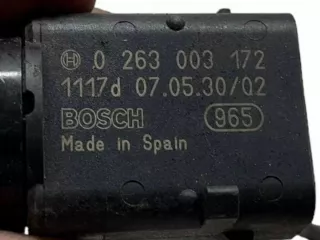 0 263 003 172
1117d 07.05.30/02
BOSCH 965
Made in Spain